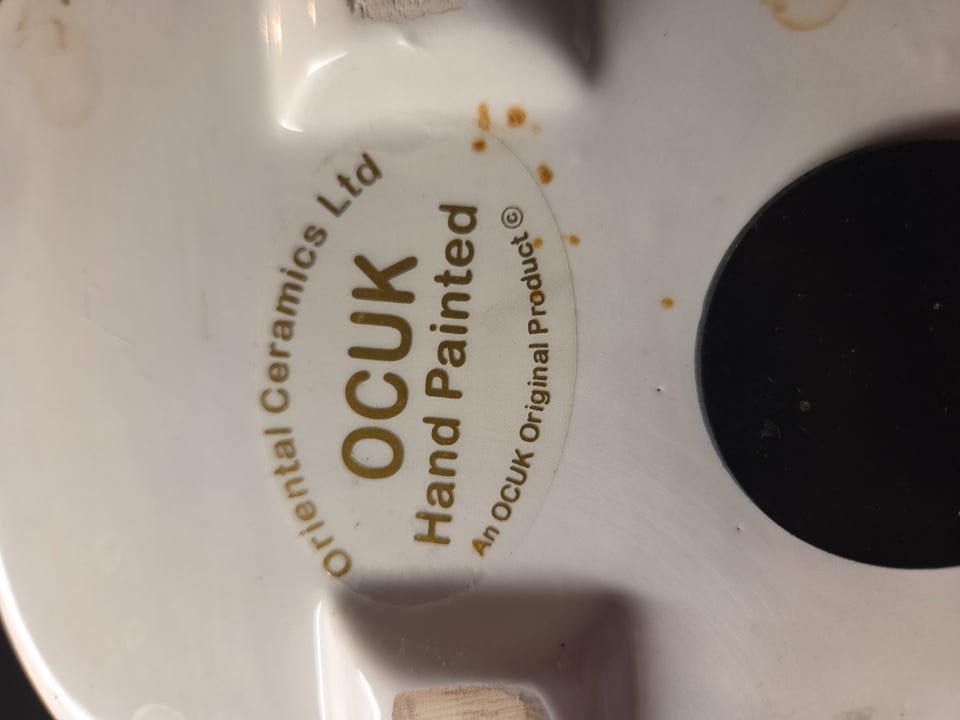 Oriental Ceramics Ltd
OCUK
Hand Painted
An OCUK Original Product ©